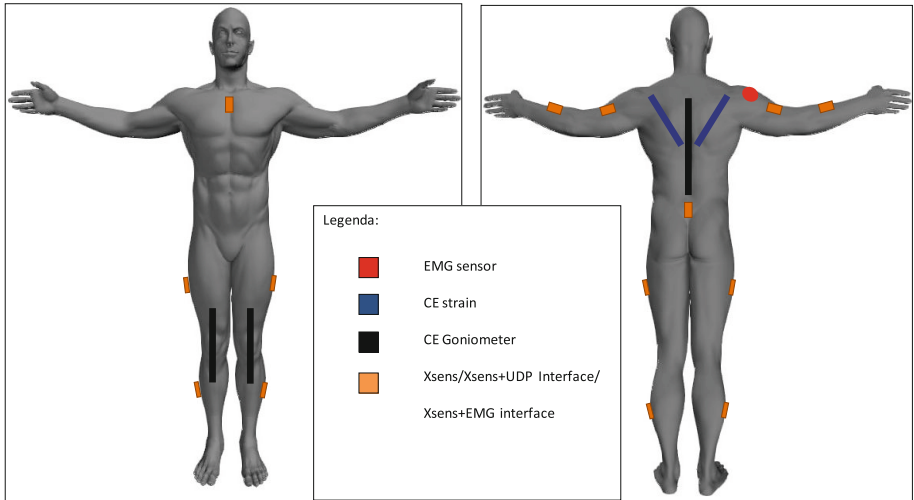 Legenda:
EMG sensor
CE strain
CE Goniometer
Xsens/Xsens+UDP Interface/
Xsens+EMG interface